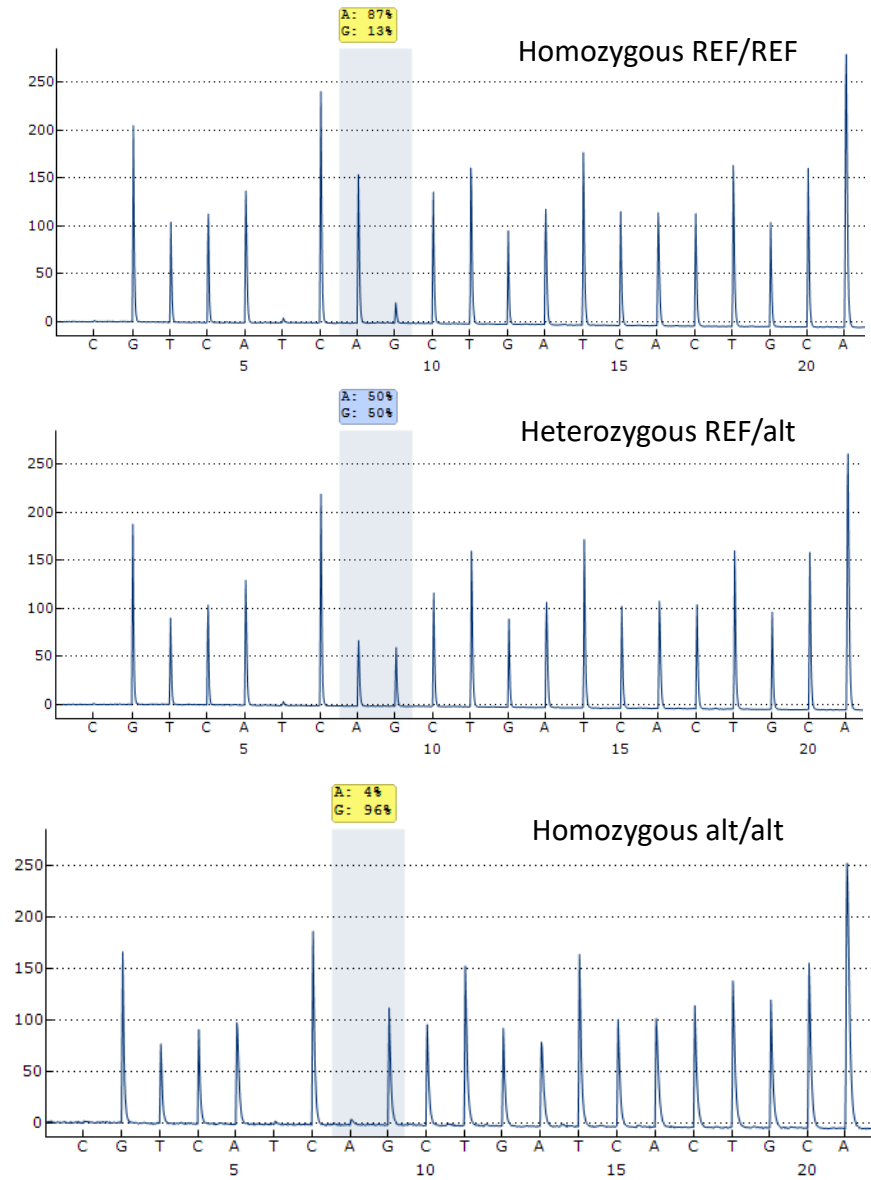 A: 87%
G: 13%
Homozygous REF/REF
250
200
150
100
50
0
C G T C A T C A G C T G A T C A C T G C A
5 10 15 20
A: 50%
G: 50%
Heterozygous REF/alt
250
200
150
100
50
0
C G T C A T C A G C T G A T C A C T G C A
5 10 15 20
A: 4%
G: 96%
Homozygous alt/alt
250
200
150
100
50
0
C G T C A T C A G C T G A T C A C T G C A
5 10 15 20